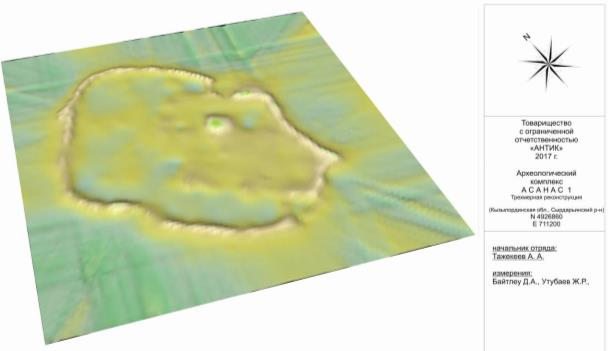 N
Товарищество
с ограниченной
отчетственностью
«АНТИК»
2017 г.
Археологический
комплекс
А С А Н А С 1
Трехмерная реконструкция
(Кызылординская обл., Сырдарьинский р-н)
N 4926860
E 711200
начальник отряда:
Тажекеев А. А.
измерения:
Байтлеу Д.А., Утубаев Ж.Р.,